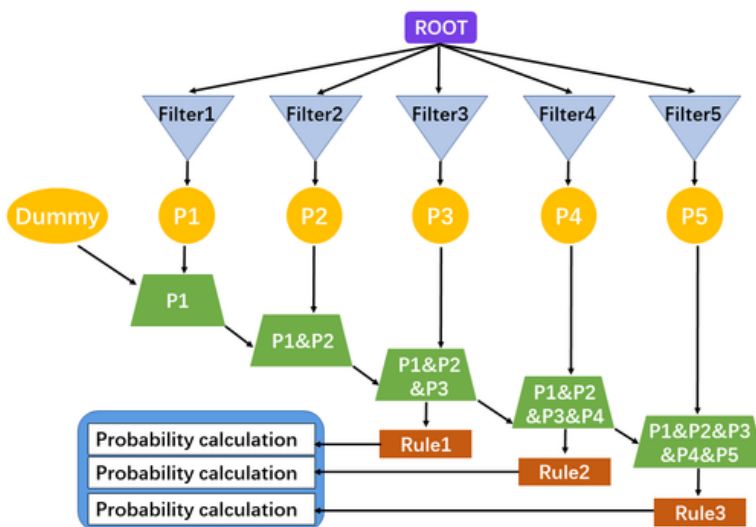 ROOT
Filter1
Filter2
Filter3
Filter4
Filter5
Dummy
P1
P2
P3
P4
P5
P1
P1&P2
P1&P2
&P3
P1&P2
&P3&P4
P1&P2&P3
&P4&P5
Probability calculation
Rule1
Probability calculation
Rule2
Probability calculation
Rule3